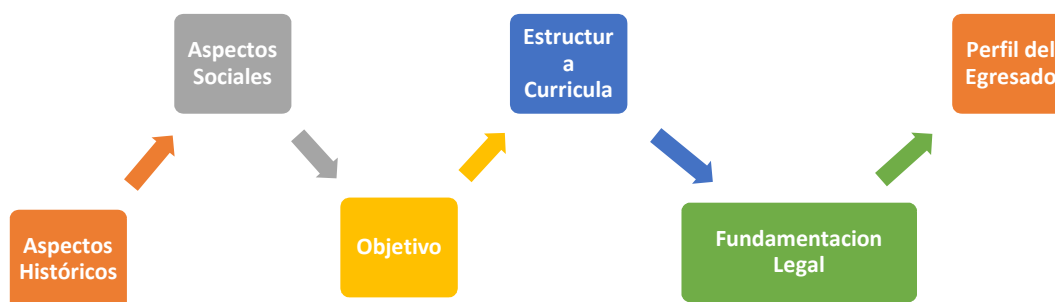 Aspectos
Históricos
Aspectos
Sociales
Objetivo
Estructur
a
Curricula
Fundamentacion
Legal
Perfil del
Egresado